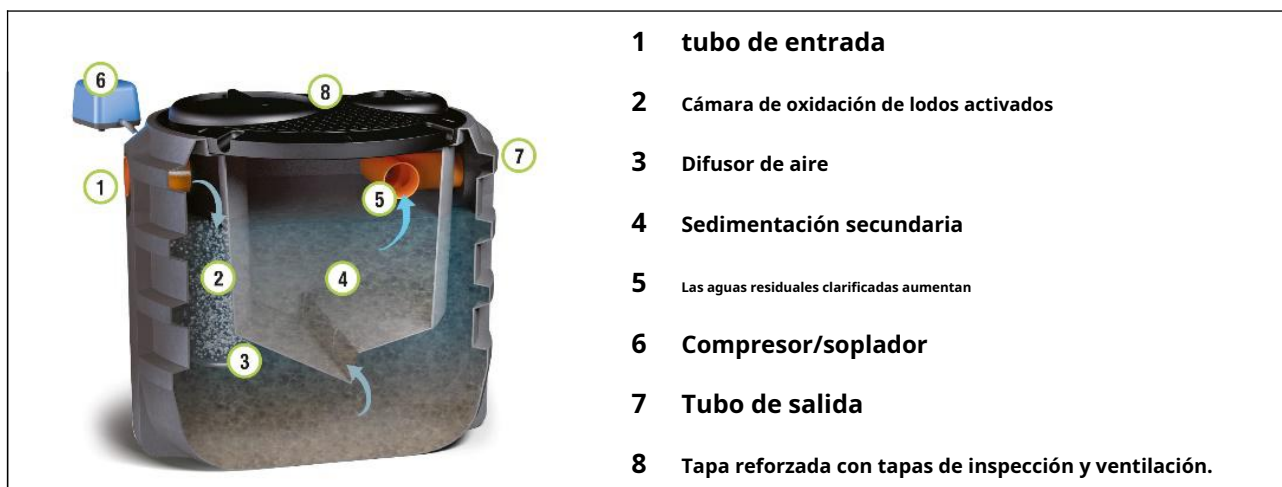 6
8
7
1
5
2
4
3
1 tubo de entrada
2 Cámara de oxidación de lodos activados
3 Difusor de aire
4 Sedimentación secundaria
5 Las aguas residuales clarificadas aumentan
6 Compresor/soplador
7 Tubo de salida
8 Tapa reforzada con tapas de inspección y ventilación.